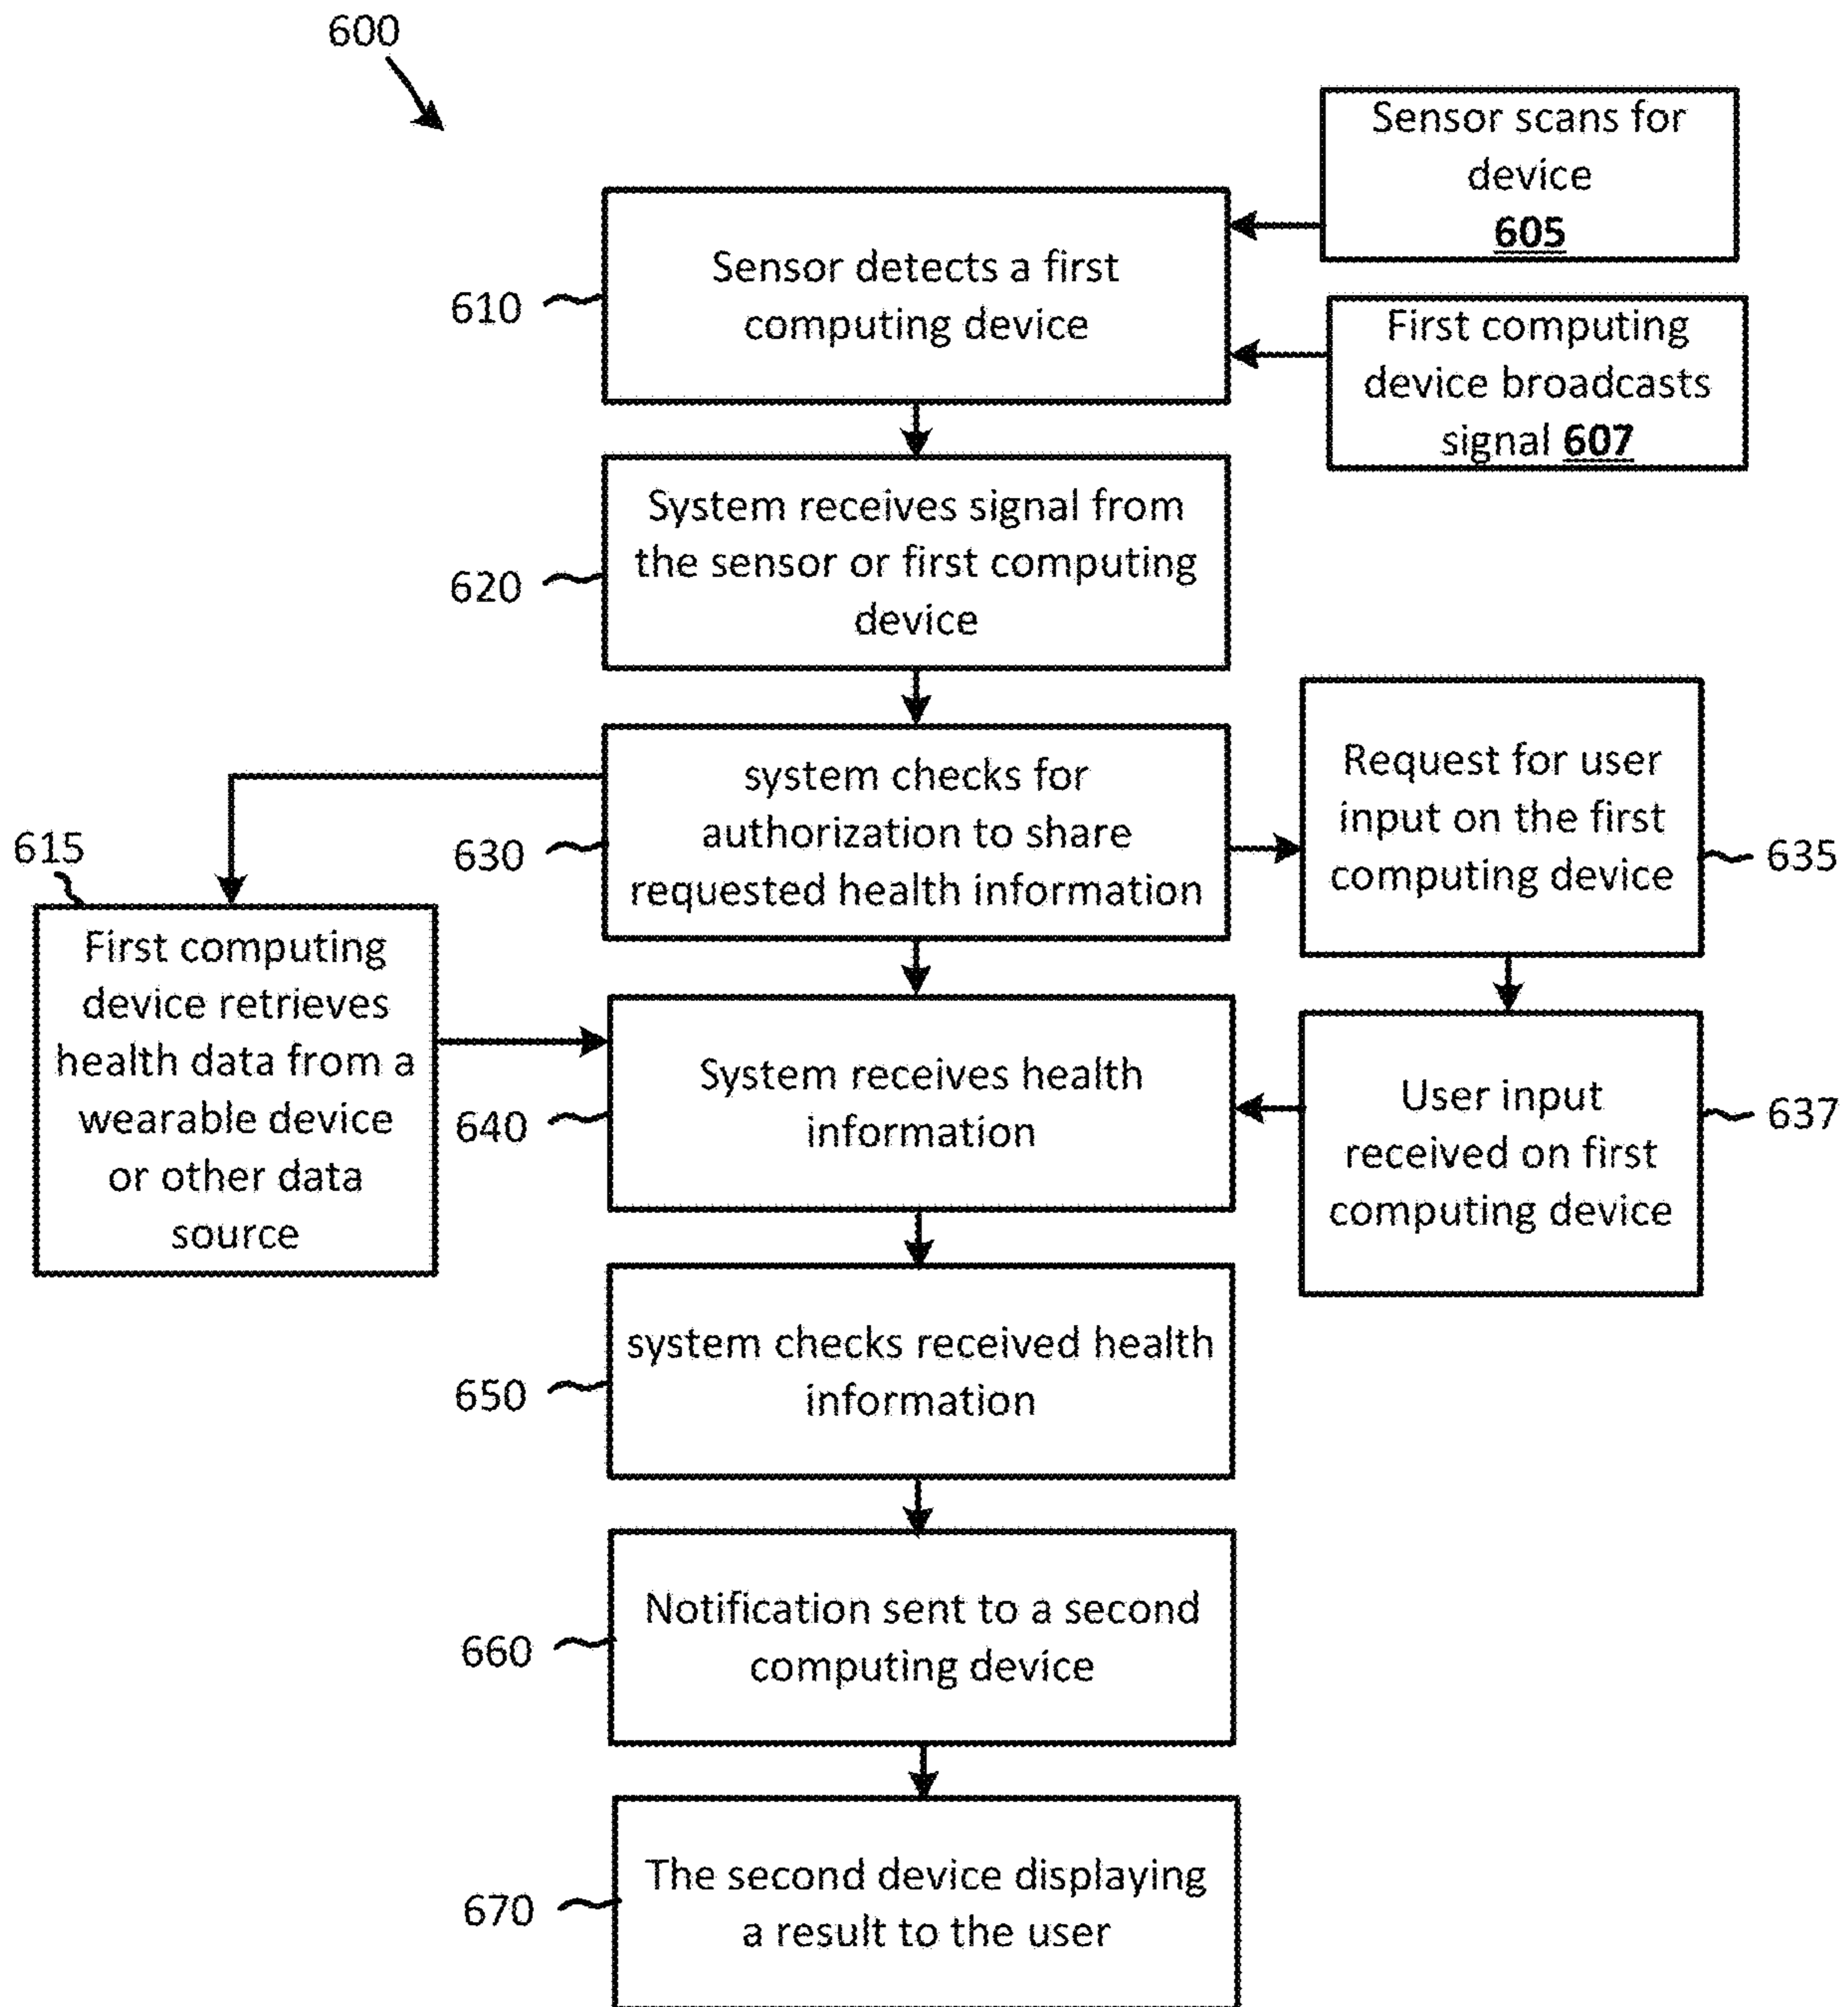 600
Sensor scans for
device
605
Sensor detects a first
computing device
610
First computing
device broadcasts
signal 607
System receives signal from
the sensor or first computing
device
620
system checks for
authorization to share
requested health information
630
Request for user
input on the first
computing device
635
615
First computing
device retrieves
health data from a
wearable device
or other data
source
System receives health
information
640
User input
received on first
computing device
637
system checks received health
information
650
Notification sent to a second
computing device
660
The second device displaying
a result to the user
670